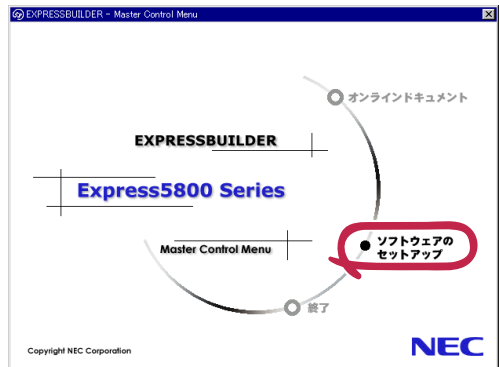 EXPRESSBUILDER - Master Control Menu
オンラインドキュメント
EXPRESSBUILDER
Express5800 Series
ソフトウェアの
セットアップ
Master Control Menu
終了
Copyright NEC Corporation
NEC